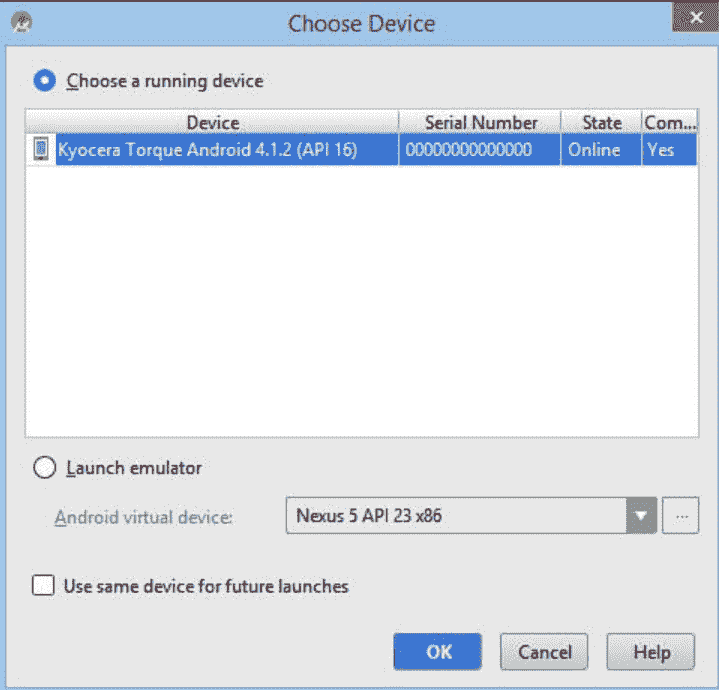 Choose Device
Choose a running device
Device Serial Number State Com...
Kyocera Torque Android 4.1.2 (API 16) 00000000000000 Online Yes
Launch emulator
Android virtual device: Nexus 5 API 23 x86 ...
Use same device for future launches
OK Cancel Help